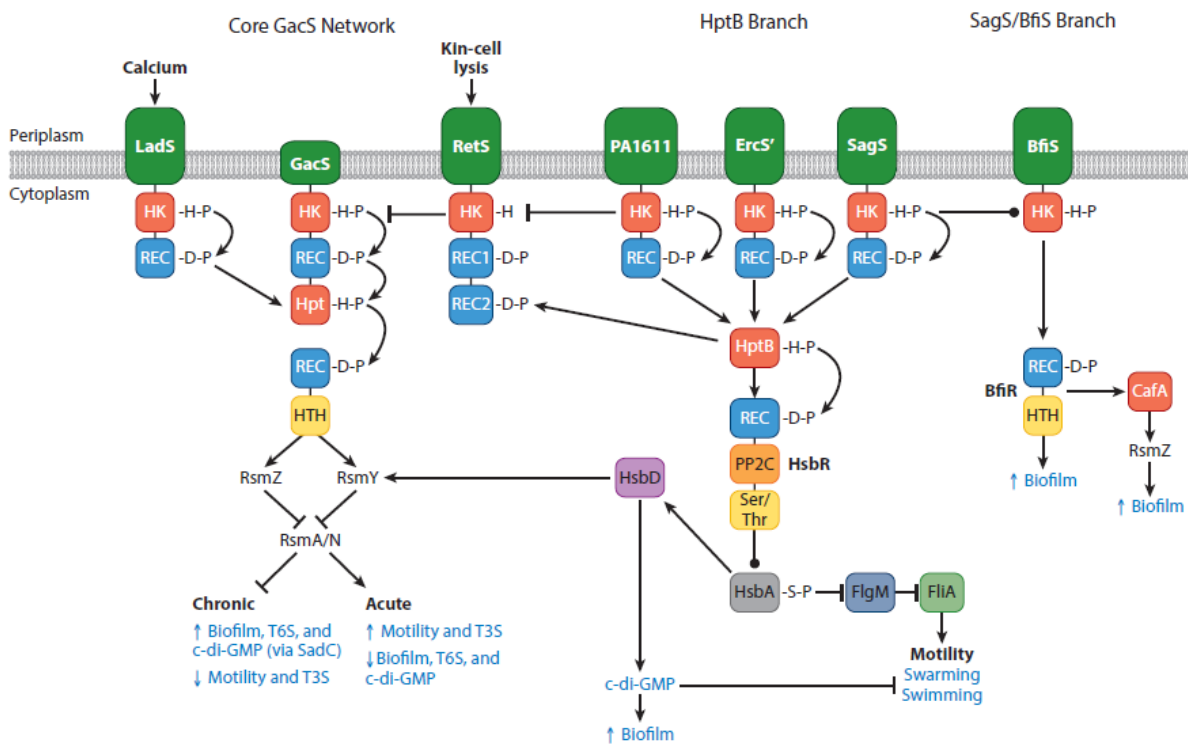 Core GacS Network
HptB Branch
SagS/BfiS Branch
Calcium
Kin-cell
lysis
Periplasm
Cytoplasm
LadS
GacS
RetS
PA1611
ErcS’
SagS
BfiS
HK -H-P
HK -H-P
HK -H
HK -H-P
HK -H-P
HK -H-P
HK -H-P
REC -D-P
REC -D-P
REC1 -D-P
REC -D-P
REC -D-P
REC -D-P
Hpt -H-P
REC2 -D-P
HptB -H-P
REC -D-P
REC -D-P
BfiR
CafA
HTH
REC -D-P
HTH
RsmZ
RsmY
HsbD
PP2C HsbR
RsmZ
↑ Biofilm
↑ Biofilm
Ser/
Thr
RsmA/N
HsbA -S-P
FlgM
FliA
Chronic
↑ Biofilm, T6S, and
c-di-GMP (via SadC)
↓ Motility and T3S
Acute
↑ Motility and T3S
↓ Biofilm, T6S, and
c-di-GMP
Motility
Swarming
Swimming
c-di-GMP
↑ Biofilm